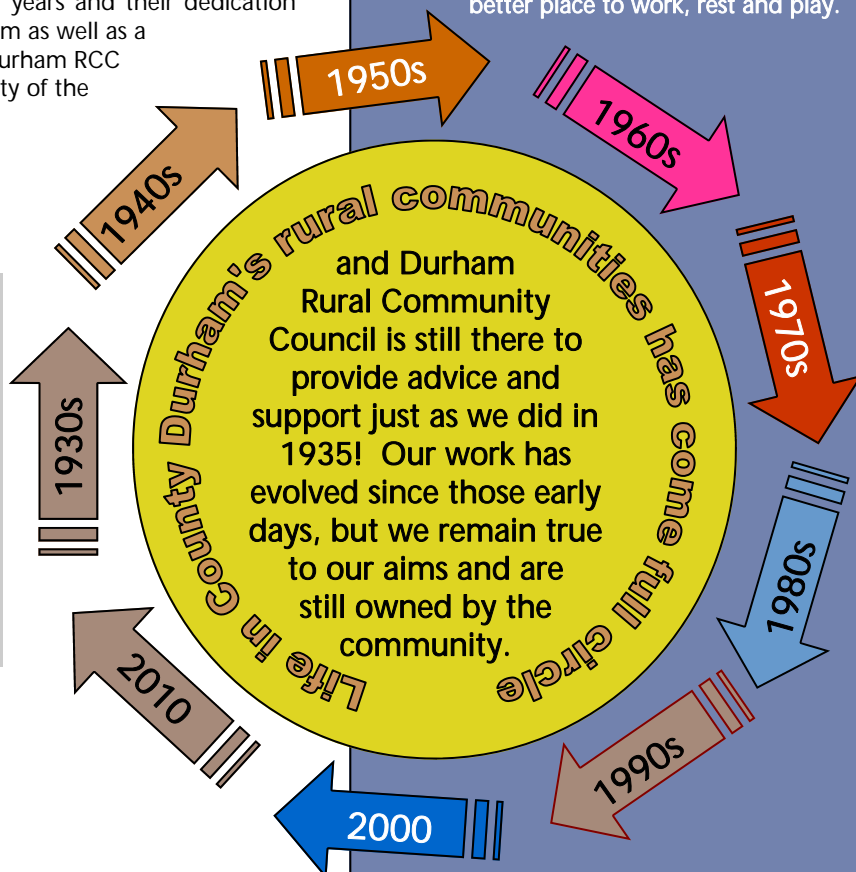 years and their dedication
m as well as a
urham RCC
ty of the
better place to work, rest and play.
1930s
1940s
1950s
1960s
1970s
1980s
1990s
2000
2010
Life in County Durham's rural communities has come full circle
and Durham
Rural Community
Council is still there to
provide advice and
support just as we did in
1935! Our work has
evolved since those early
days, but we remain true
to our aims and are
still owned by the
community.